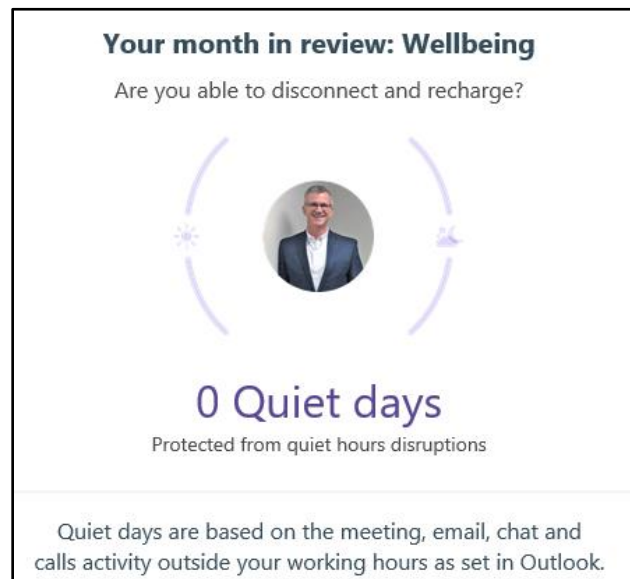 Your month in review: Wellbeing
Are you able to disconnect and recharge?
0 Quiet days
Protected from quiet hours disruptions
Quiet days are based on the meeting, email, chat and
calls activity outside your working hours as set in Outlook.